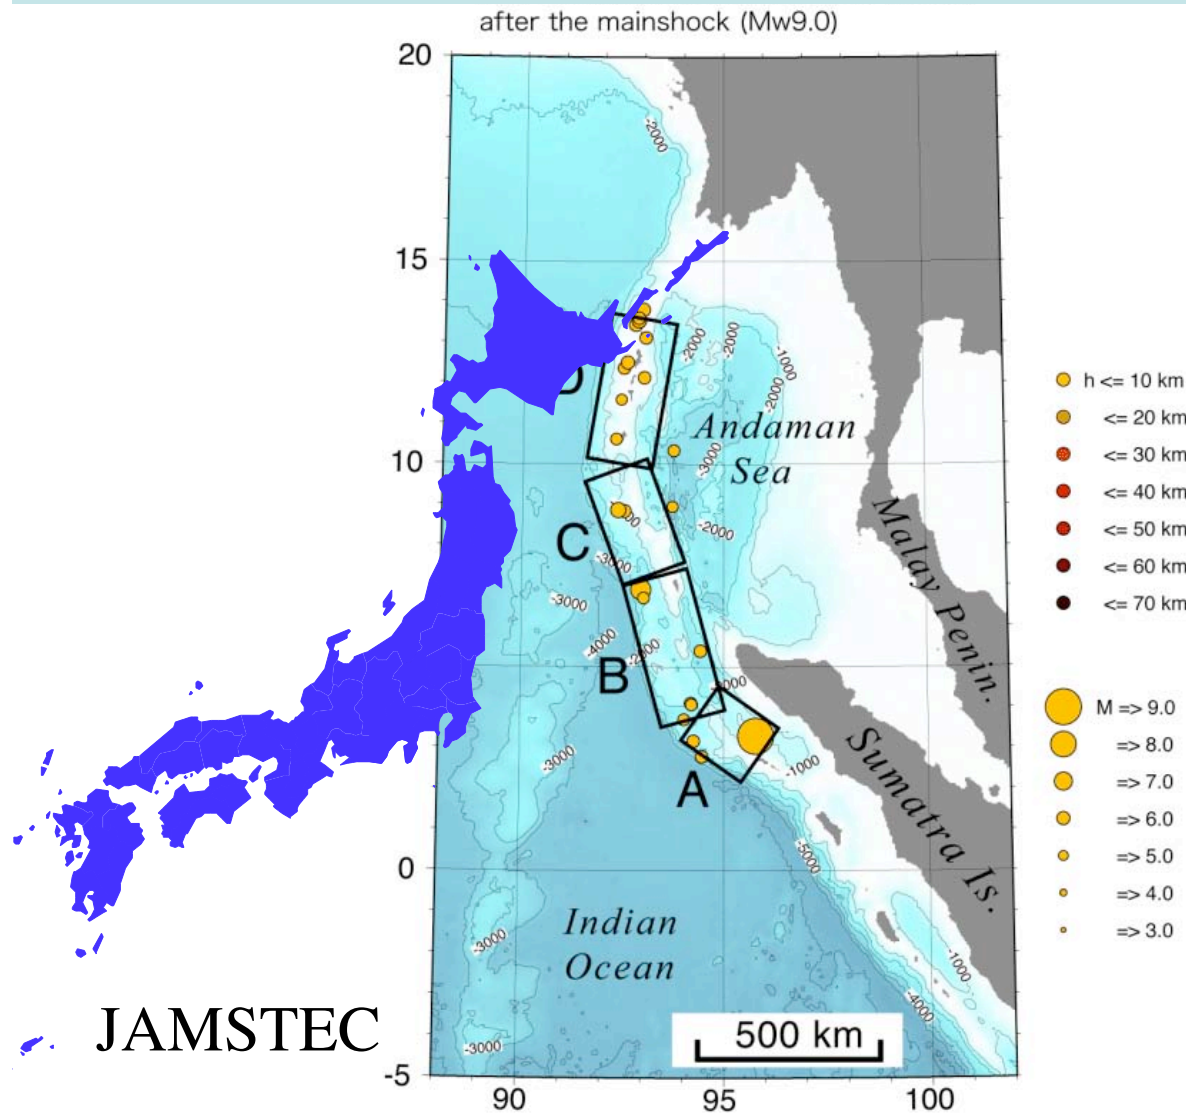 after the mainshock (Mw9.0)
20
-2000
15
-2000
-2000
-1000
-2000
D
Andaman
Sea
-3000
10
-2000
C
-3000
-3000
-4000
B
Malay Penin.
-1000
A
Sumatra Is.
-3000
-5000
0
Indian
Ocean
-3000
-1000
-4000
JAMSTEC
500 km
-3000
-5
90
95
100
h <= 10 km
<= 20 km
<= 30 km
<= 40 km
<= 50 km
<= 60 km
<= 70 km
M => 9.0
=> 8.0
=> 7.0
=> 6.0
=> 5.0
=> 4.0
=> 3.0